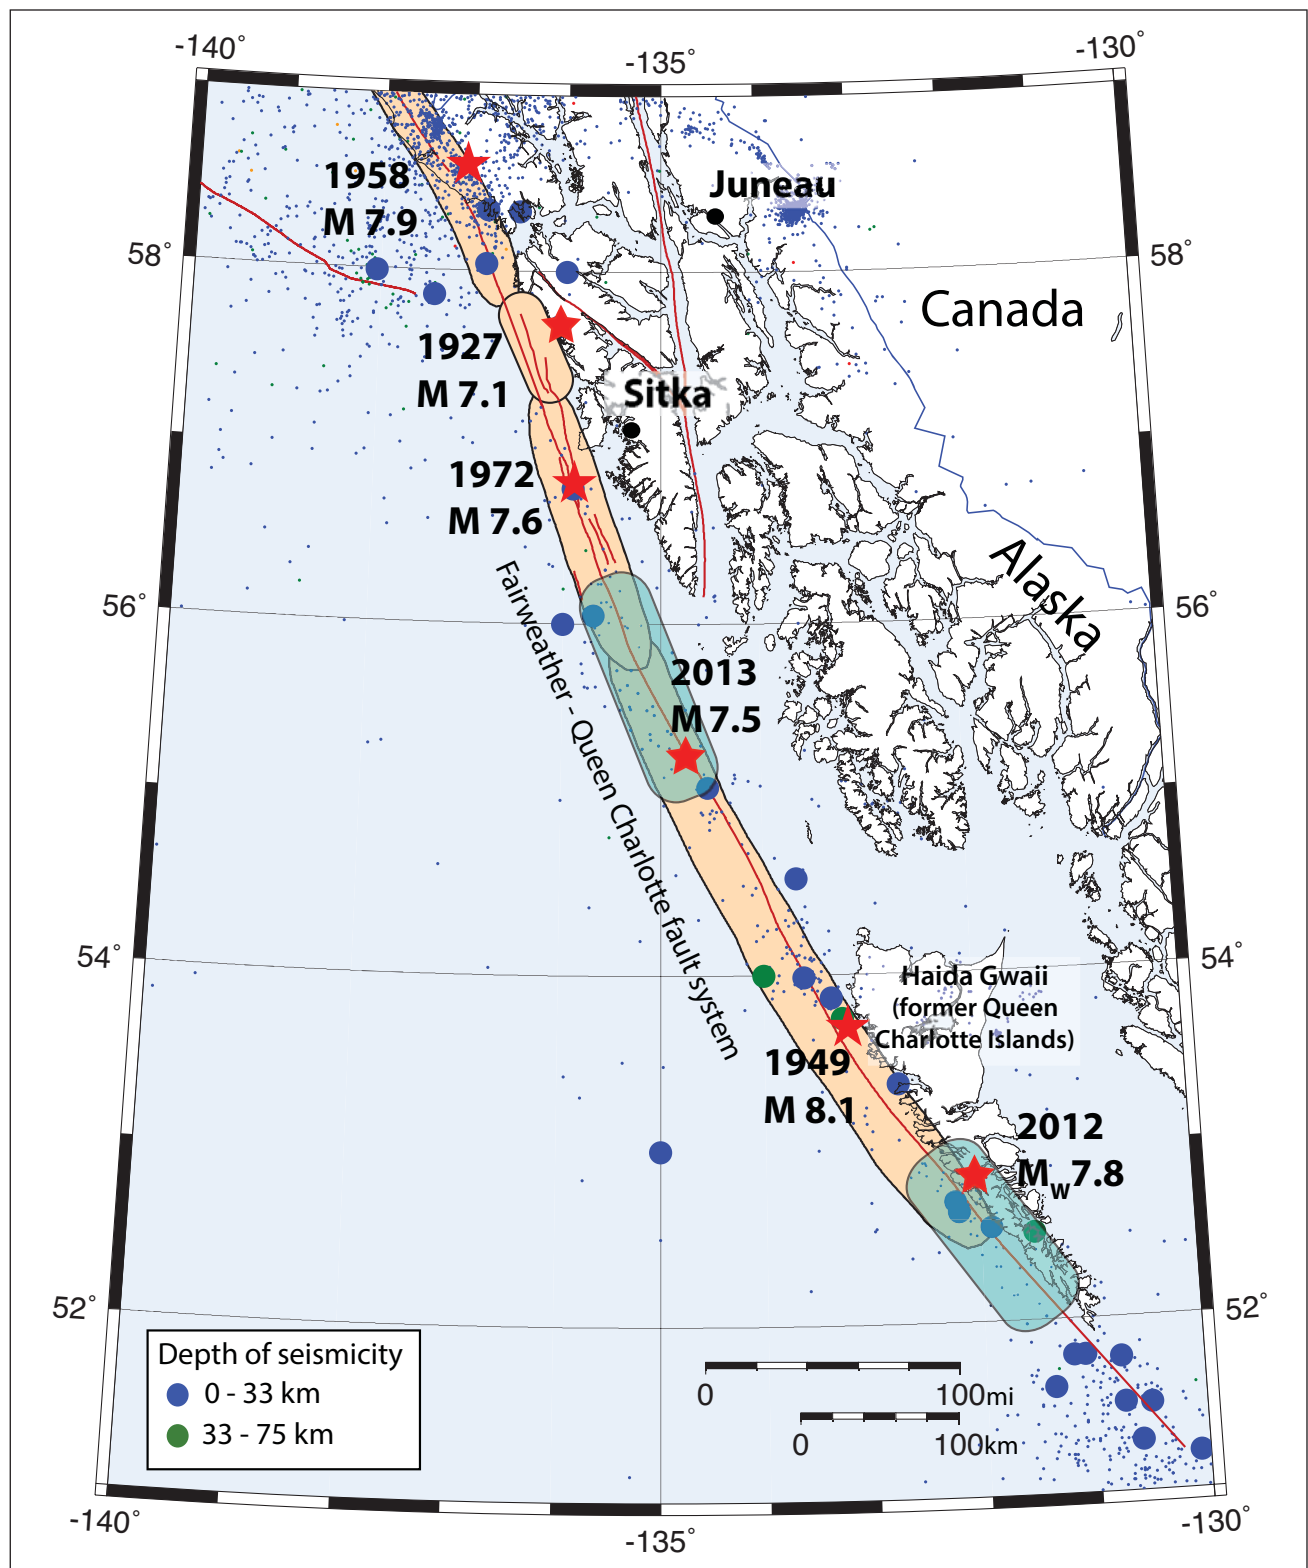 -140°
-135°
-130°
1958
M 7.9
Juneau
58°
58°
Canada
1927
M 7.1
Sitka
1972
M 7.6
Alaska
Fairweather - Queen Charlotte fault system
56°
56°
2013
M 7.5
54°
54°
Haida Gwaii
(former Queen
Charlotte Islands)
1949
M 8.1
2012
Mw7.8
52°
52°
Depth of seismicity
0 - 33 km
33 - 75 km
0 100mi
0 100km
-140°
-135°
-130°